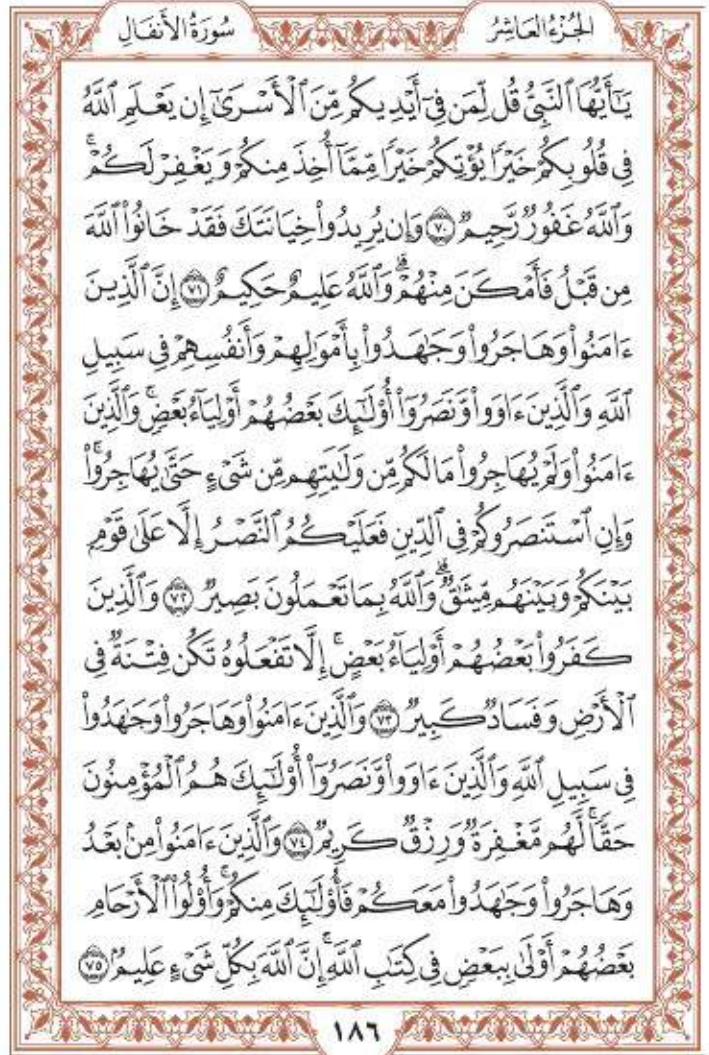 الجُزْءُ العَاشِرُ
سُورَةُ الأَنفَالِ
يَٰٓأَيُّهَا ٱلنَّبِىُّ قُل لِّمَن فِىٓ أَيْدِيكُم مِّنَ ٱلْأَسْرَىٰٓ إِن يَعْلَمِ ٱللَّهُ
فِى قُلُوبِكُمْ خَيْرًا يُؤْتِكُمْ خَيْرًا مِّمَّآ أُخِذَ مِنكُمْ وَيَغْفِرْ لَكُمْ ۗ
وَٱللَّهُ غَفُورٌ رَّحِيمٌ ٧٠ وَإِن يُرِيدُوا۟ خِيَانَتَكَ فَقَدْ خَانُوا۟ ٱللَّهَ
مِن قَبْلُ فَأَمْكَنَ مِنْهُمْ ۗ وَٱللَّهُ عَلِيمٌ حَكِيمٌ ٧١ إِنَّ ٱلَّذِينَ
ءَامَنُوا۟ وَهَاجَرُوا۟ وَجَٰهَدُوا۟ بِأَمْوَٰلِهِمْ وَأَنفُسِهِمْ فِى سَبِيلِ
ٱللَّهِ وَٱلَّذِينَ ءَاوَوا۟ وَّنَصَرُوٓا۟ أُو۟لَٰٓئِكَ بَعْضُهُمْ أَوْلِيَآءُ بَعْضٍ ۚ وَٱلَّذِينَ
ءَامَنُوا۟ وَلَمْ يُهَاجِرُوا۟ مَا لَكُم مِّن وَلَٰيَتِهِم مِّن شَىْءٍ حَتَّىٰ يُهَاجِرُوا۟ ۚ
وَإِنِ ٱسْتَنصَرُوكُمْ فِى ٱلدِّينِ فَعَلَيْكُمُ ٱلنَّصْرُ إِلَّا عَلَىٰ قَوْمٍۭ
بَيْنَكُمْ وَبَيْنَهُم مِّيثَٰقٌ ۗ وَٱللَّهُ بِمَا تَعْمَلُونَ بَصِيرٌ ٧٢ وَٱلَّذِينَ
كَفَرُوا۟ بَعْضُهُمْ أَوْلِيَآءُ بَعْضٍ ۚ إِلَّا تَفْعَلُوهُ تَكُن فِتْنَةٌ فِى
ٱلْأَرْضِ وَفَسَادٌ كَبِيرٌ ٧٣ وَٱلَّذِينَ ءَامَنُوا۟ وَهَاجَرُوا۟ وَجَٰهَدُوا۟
فِى سَبِيلِ ٱللَّهِ وَٱلَّذِينَ ءَاوَوا۟ وَّنَصَرُوٓا۟ أُو۟لَٰٓئِكَ هُمُ ٱلْمُؤْمِنُونَ
حَقًّا ۚ لَّهُم مَّغْفِرَةٌ وَرِزْقٌ كَرِيمٌ ٧٤ وَٱلَّذِينَ ءَامَنُوا۟ مِنۢ بَعْدُ
وَهَاجَرُوا۟ وَجَٰهَدُوا۟ مَعَكُمْ فَأُو۟لَٰٓئِكَ مِنكُمْ ۚ وَأُو۟لُوا۟ ٱلْأَرْحَامِ
بَعْضُهُمْ أَوْلَىٰ بِبَعْضٍ فِى كِتَٰبِ ٱللَّهِ ۗ إِنَّ ٱللَّهَ بِكُلِّ شَىْءٍ عَلِيمٌۢ ٧٥
١٨٦